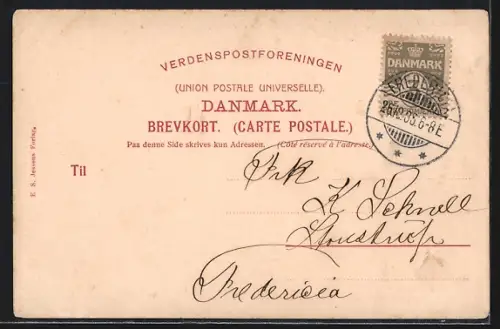 VERDENSPOSTFORENINGEN
(UNION POSTALE UNIVERSELLE).
DANMARK.
BREVKORT. (CARTE POSTALE.)
Paa denne Side skrives kun Adressen. (Côté réservé à l'adresse.)
DANMARK
Til
Frk
K Schnell
Fredericia